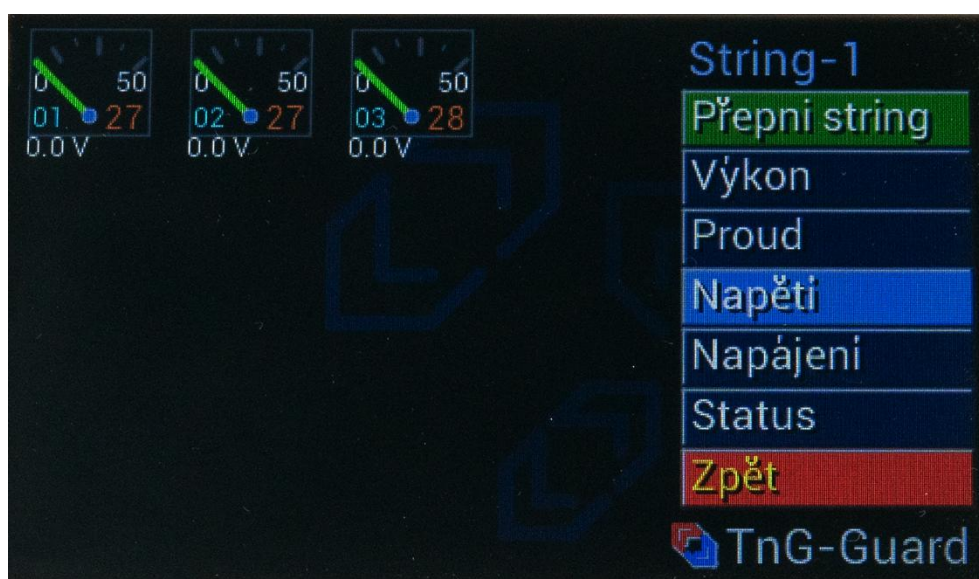 0 50 0 50 0 50
01 27 02 27 03 28
0.0 V 0.0 V 0.0 V
String-1
Přepni string
Výkon
Proud
Napětí
Napájení
Status
Zpět
TnG-Guard